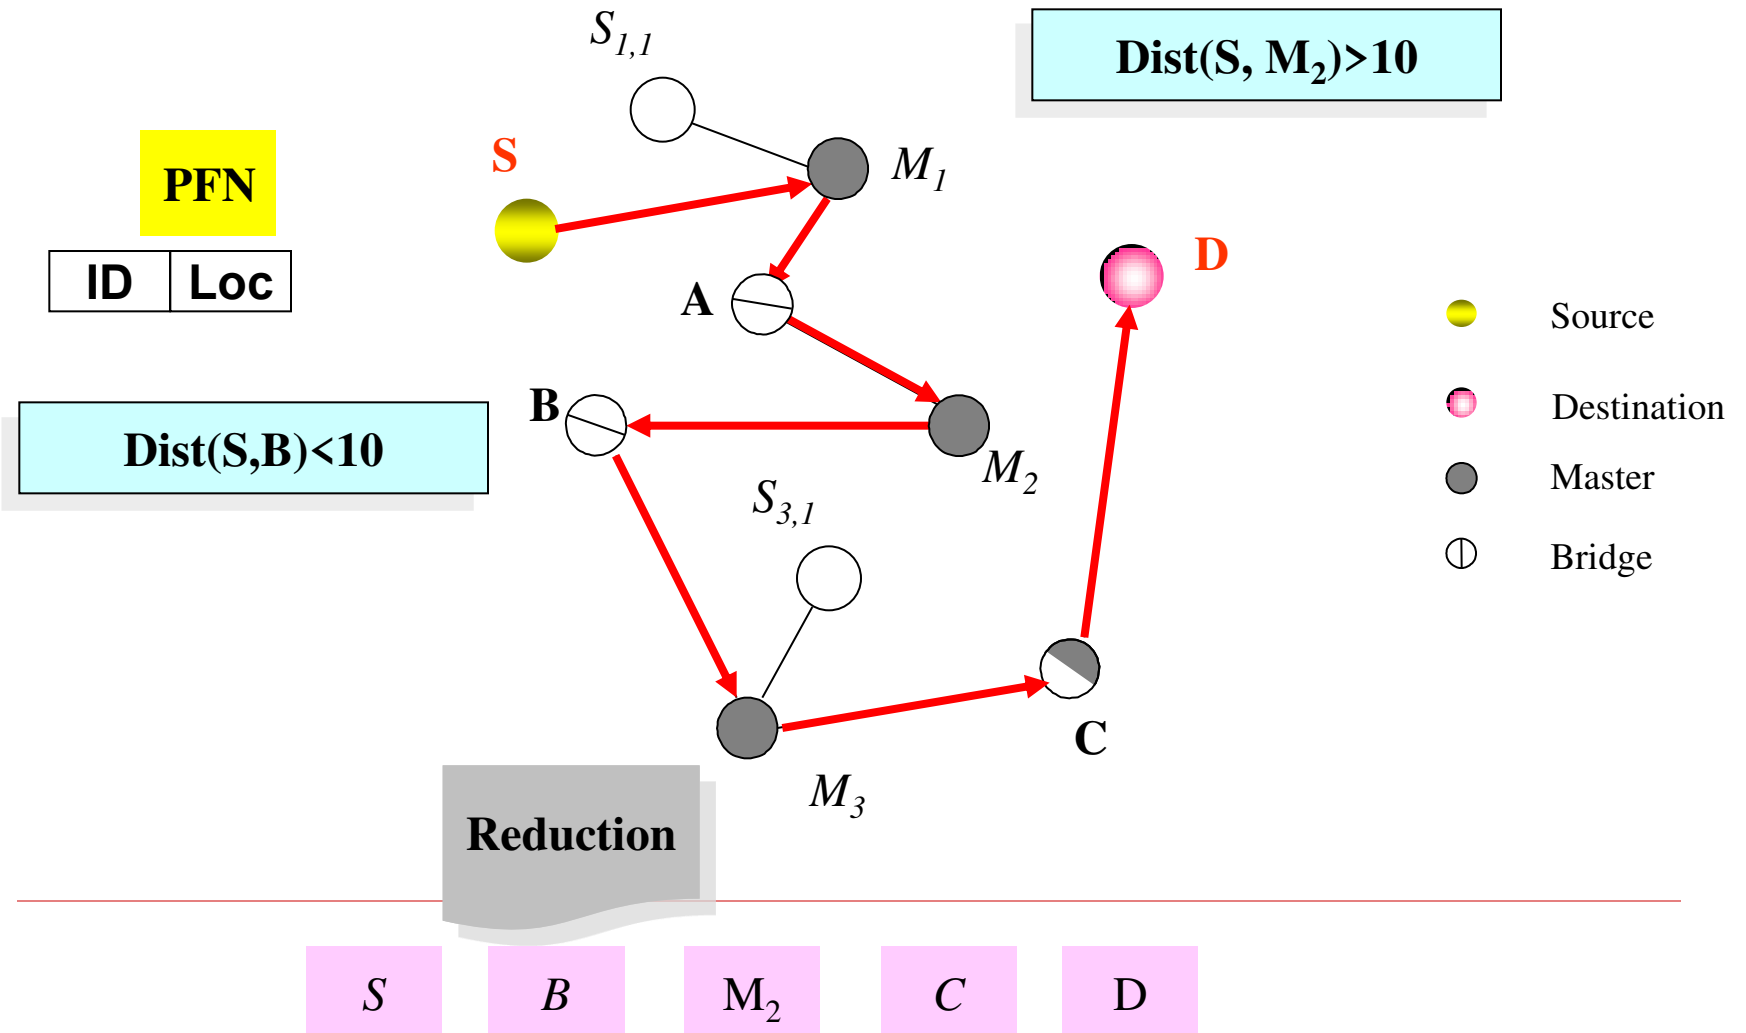 S1,1
Dist(S, M2)>10
S
M1
PFN
ID Loc
D
A
Source
B
Destination
Dist(S,B)<10
M2
Master
S3,1
Bridge
C
M3
Reduction
S B M2 C D